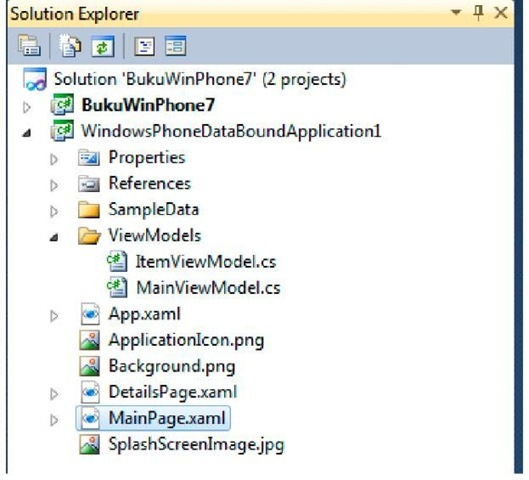 Solution Explorer
Solution 'BukuWinPhone7' (2 projects)
BukuWinPhone7
WindowsPhoneDataBoundApplication1
Properties
References
SampleData
ViewModels
ItemViewModel.cs
MainViewModel.cs
App.xaml
ApplicationIcon.png
Background.png
DetailsPage.xaml
MainPage.xaml
SplashScreenImage.jpg